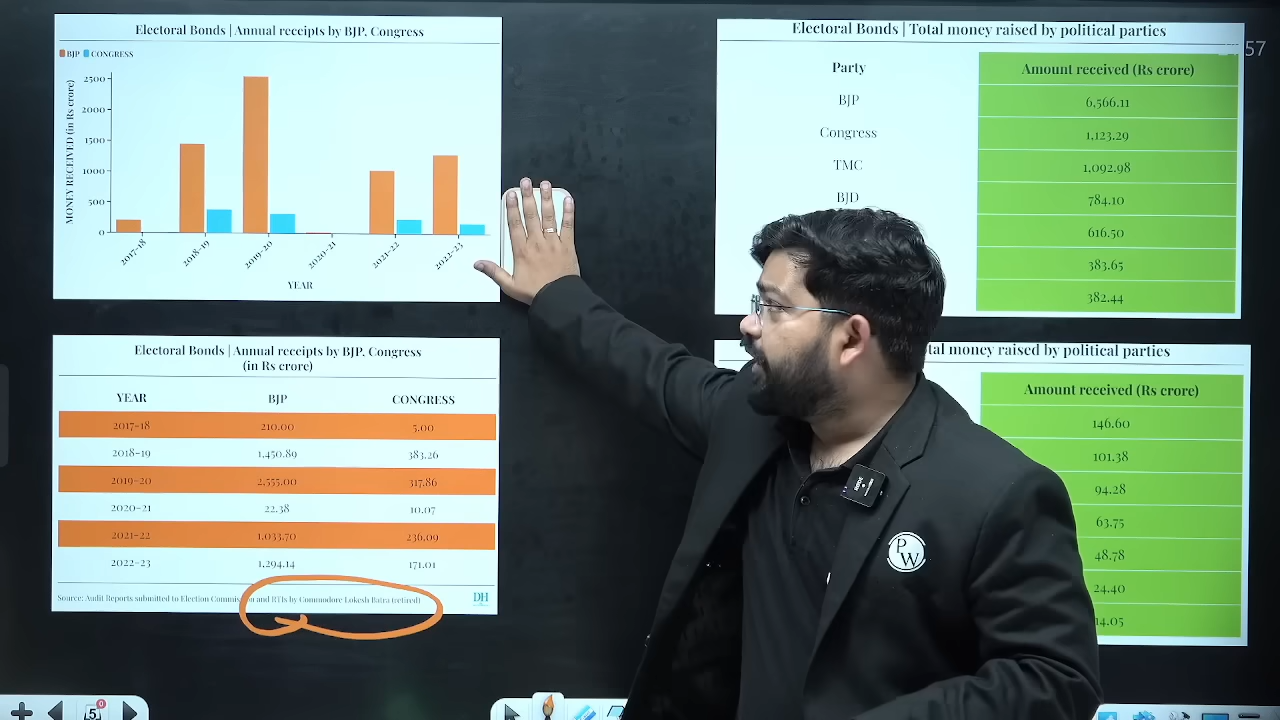 Electoral Bonds | Annual receipts by BJP, Congress
BJP CONGRESS
MONEY RECEIVED (in Rs crore)
2500
2000
1500
1000
500
0
2017-18
2018-19
2019-20
2020-21
2021-22
2022-23
YEAR
Electoral Bonds | Total money raised by political parties
Party Amount received (Rs crore)
BJP 6,566.11
Congress 1,123.29
TMC 1,092.98
BJD 784.10
616.50
383.65
382.44
57
Electoral Bonds | Annual receipts by BJP, Congress
(in Rs crore)
YEAR BJP CONGRESS
2017-18 210.00 5.00
2018-19 1,450.89 383.26
2019-20 2,555.00 317.86
2020-21 22.38 10.07
2021-22 1,033.70 236.09
2022-23 1,294.14 171.01
Source: Audit Reports submitted to Election Commission and RTIs by Commodore Lokesh Batra (retired)
DH
tal money raised by political parties
Amount received (Rs crore)
146.60
101.38
94.28
63.75
48.78
24.40
14.05
PW
5
0